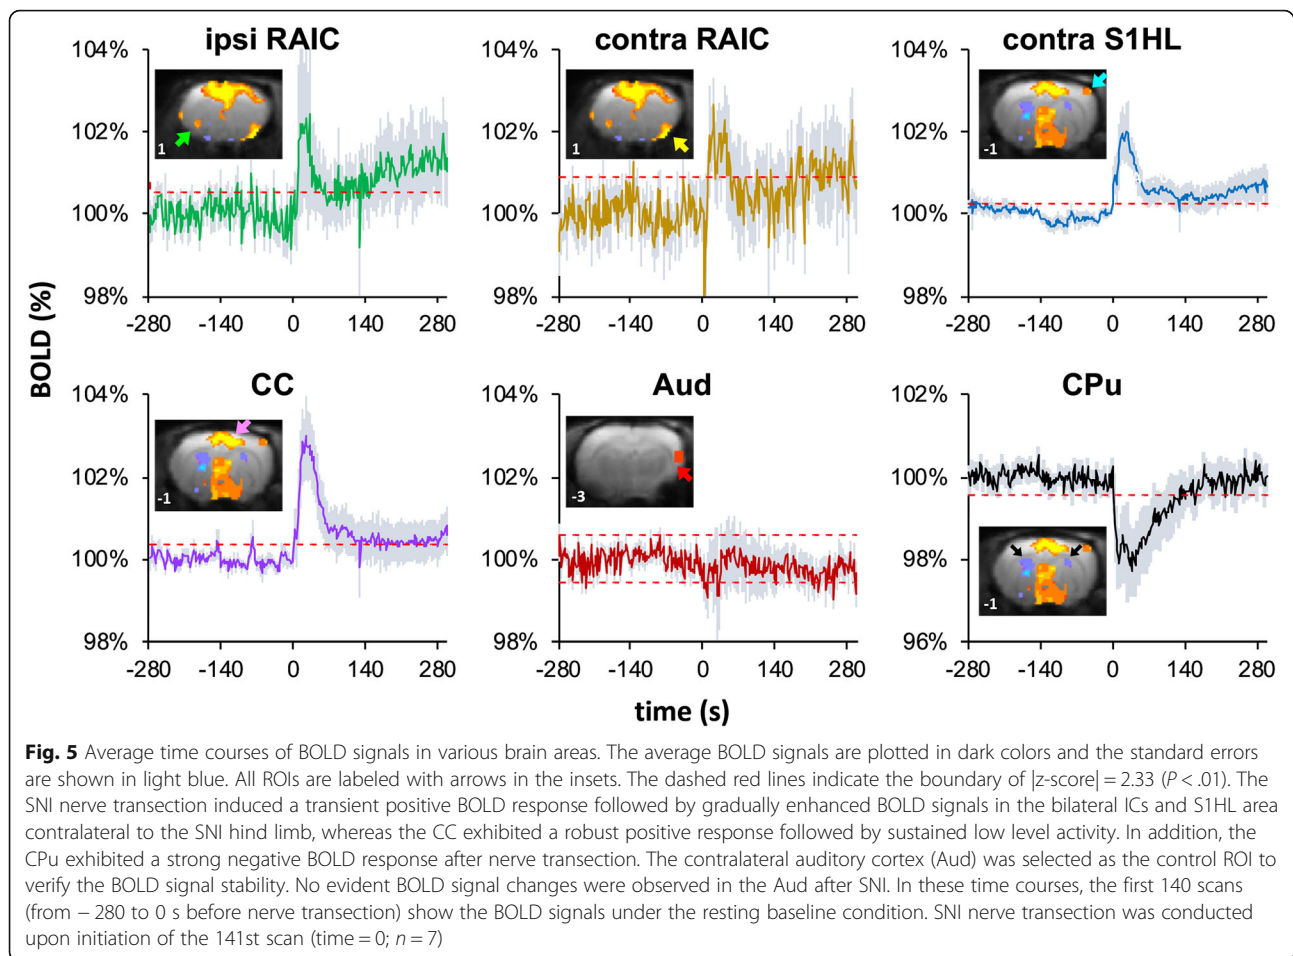 ipsi RAIC
104%
102%
100%
98%
1
-280 -140 0 140 280
contra RAIC
104%
102%
100%
98%
1
-280 -140 0 140 280
contra S1HL
104%
102%
100%
98%
-1
-280 -140 0 140 280
BOLD (%)
CC
104%
102%
100%
98%
-1
-280 -140 0 140 280
Aud
104%
102%
100%
98%
-3
-280 -140 0 140 280
CPu
102%
100%
98%
96%
-1
-280 -140 0 140 280
time (s)
Fig. 5 Average time courses of BOLD signals in various brain areas. The average BOLD signals are plotted in dark colors and the standard errors
are shown in light blue. All ROIs are labeled with arrows in the insets. The dashed red lines indicate the boundary of |z-score| = 2.33 (P < .01). The
SNI nerve transection induced a transient positive BOLD response followed by gradually enhanced BOLD signals in the bilateral ICs and S1HL area
contralateral to the SNI hind limb, whereas the CC exhibited a robust positive response followed by sustained low level activity. In addition, the
CPu exhibited a strong negative BOLD response after nerve transection. The contralateral auditory cortex (Aud) was selected as the control ROI to
verify the BOLD signal stability. No evident BOLD signal changes were observed in the Aud after SNI. In these time courses, the first 140 scans
(from − 280 to 0 s before nerve transection) show the BOLD signals under the resting baseline condition. SNI nerve transection was conducted
upon initiation of the 141st scan (time = 0; n = 7)